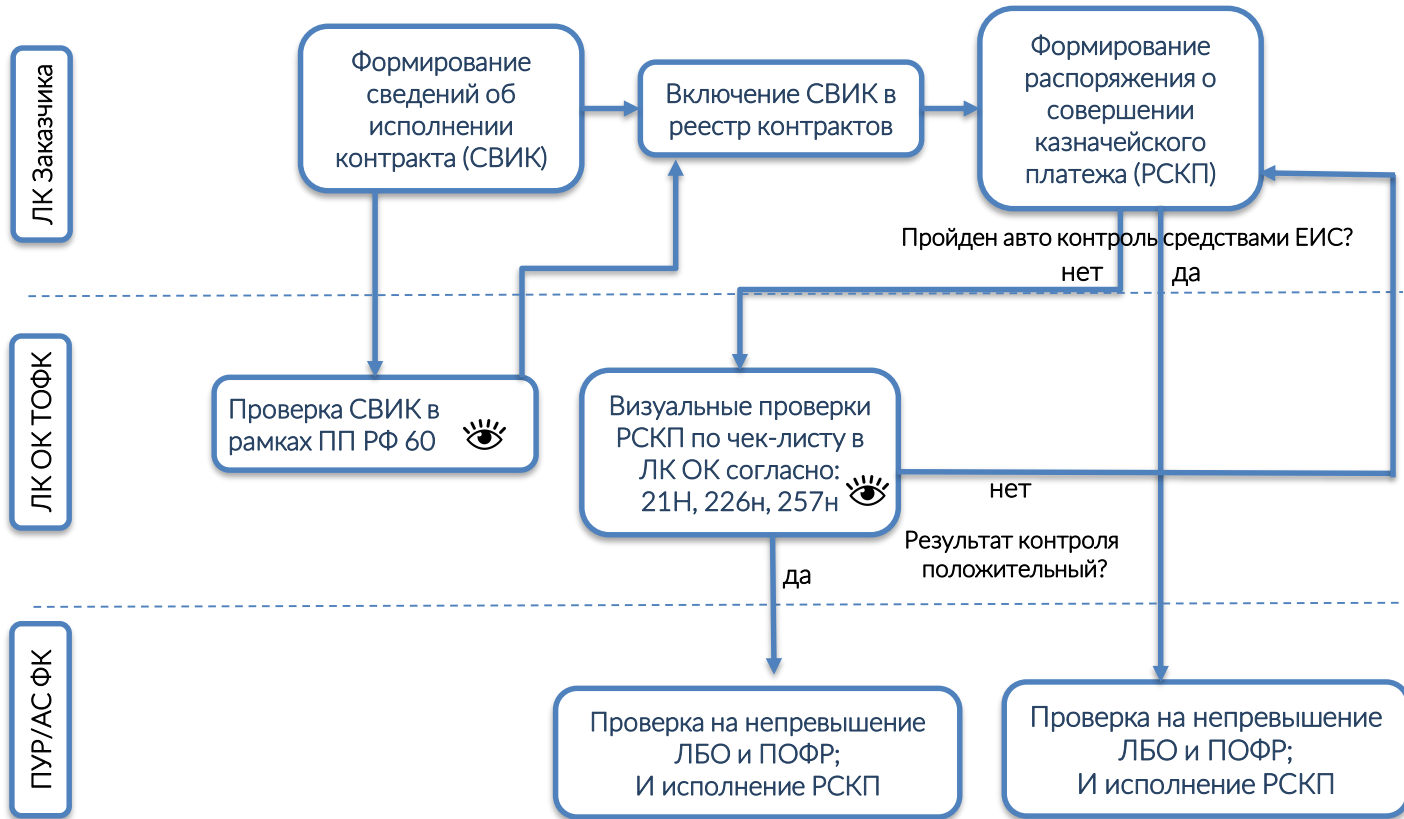 ЛК Заказчика
Формирование
сведений об
исполнении
контракта (СВИК)
Включение СВИК в
реестр контрактов
Формирование
распоряжения о
совершении
казначейского
платежа (РСКП)
Пройден авто контроль средствами ЕИС?
нет
да
ЛК ОК ТОФК
Проверка СВИК в
рамках ПП РФ 60
Визуальные проверки
РСКП по чек-листу в
ЛК ОК согласно:
21Н, 226н, 257н
нет
Результат контроля
положительный?
да
ПУР/АС ФК
Проверка на непревышение
ЛБО и ПОФР;
И исполнение РСКП
Проверка на непревышение
ЛБО и ПОФР;
И исполнение РСКП